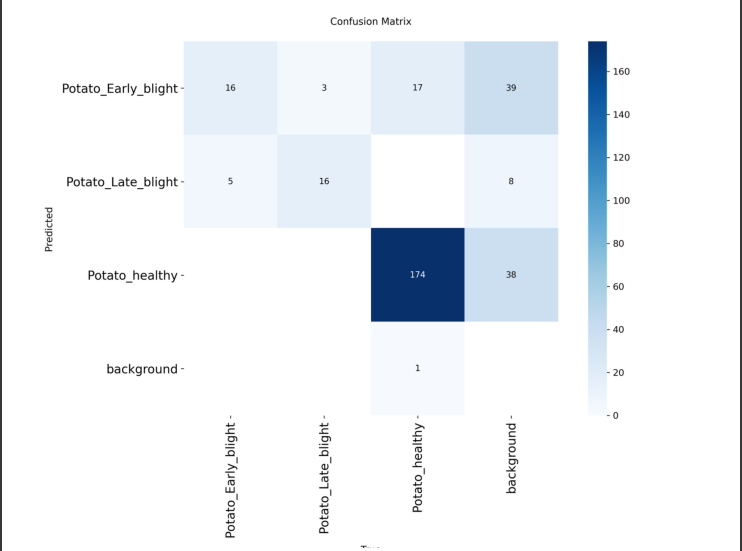 Confusion Matrix
Potato_Early_blight 16 3 17 39
Potato_Late_blight 5 16 8
Potato_healthy 174 38
background 1
Predicted
Potato_Early_blight
Potato_Late_blight
Potato_healthy
background
160
140
120
100
80
60
40
20
0